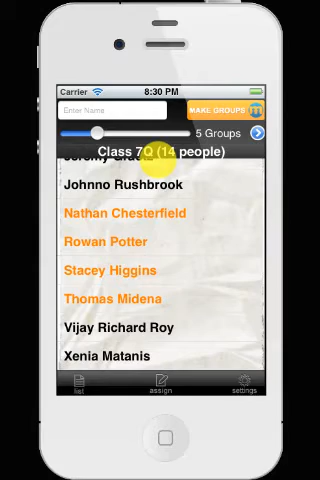 Carrier 8:30 PM
Enter Name
MAKE GROUPS
5 Groups
Class 7Q (14 people)
Johnno Rushbrook
Nathan Chesterfield
Rowan Potter
Stacey Higgins
Thomas Midena
Vijay Richard Roy
Xenia Matanis
list assign settings